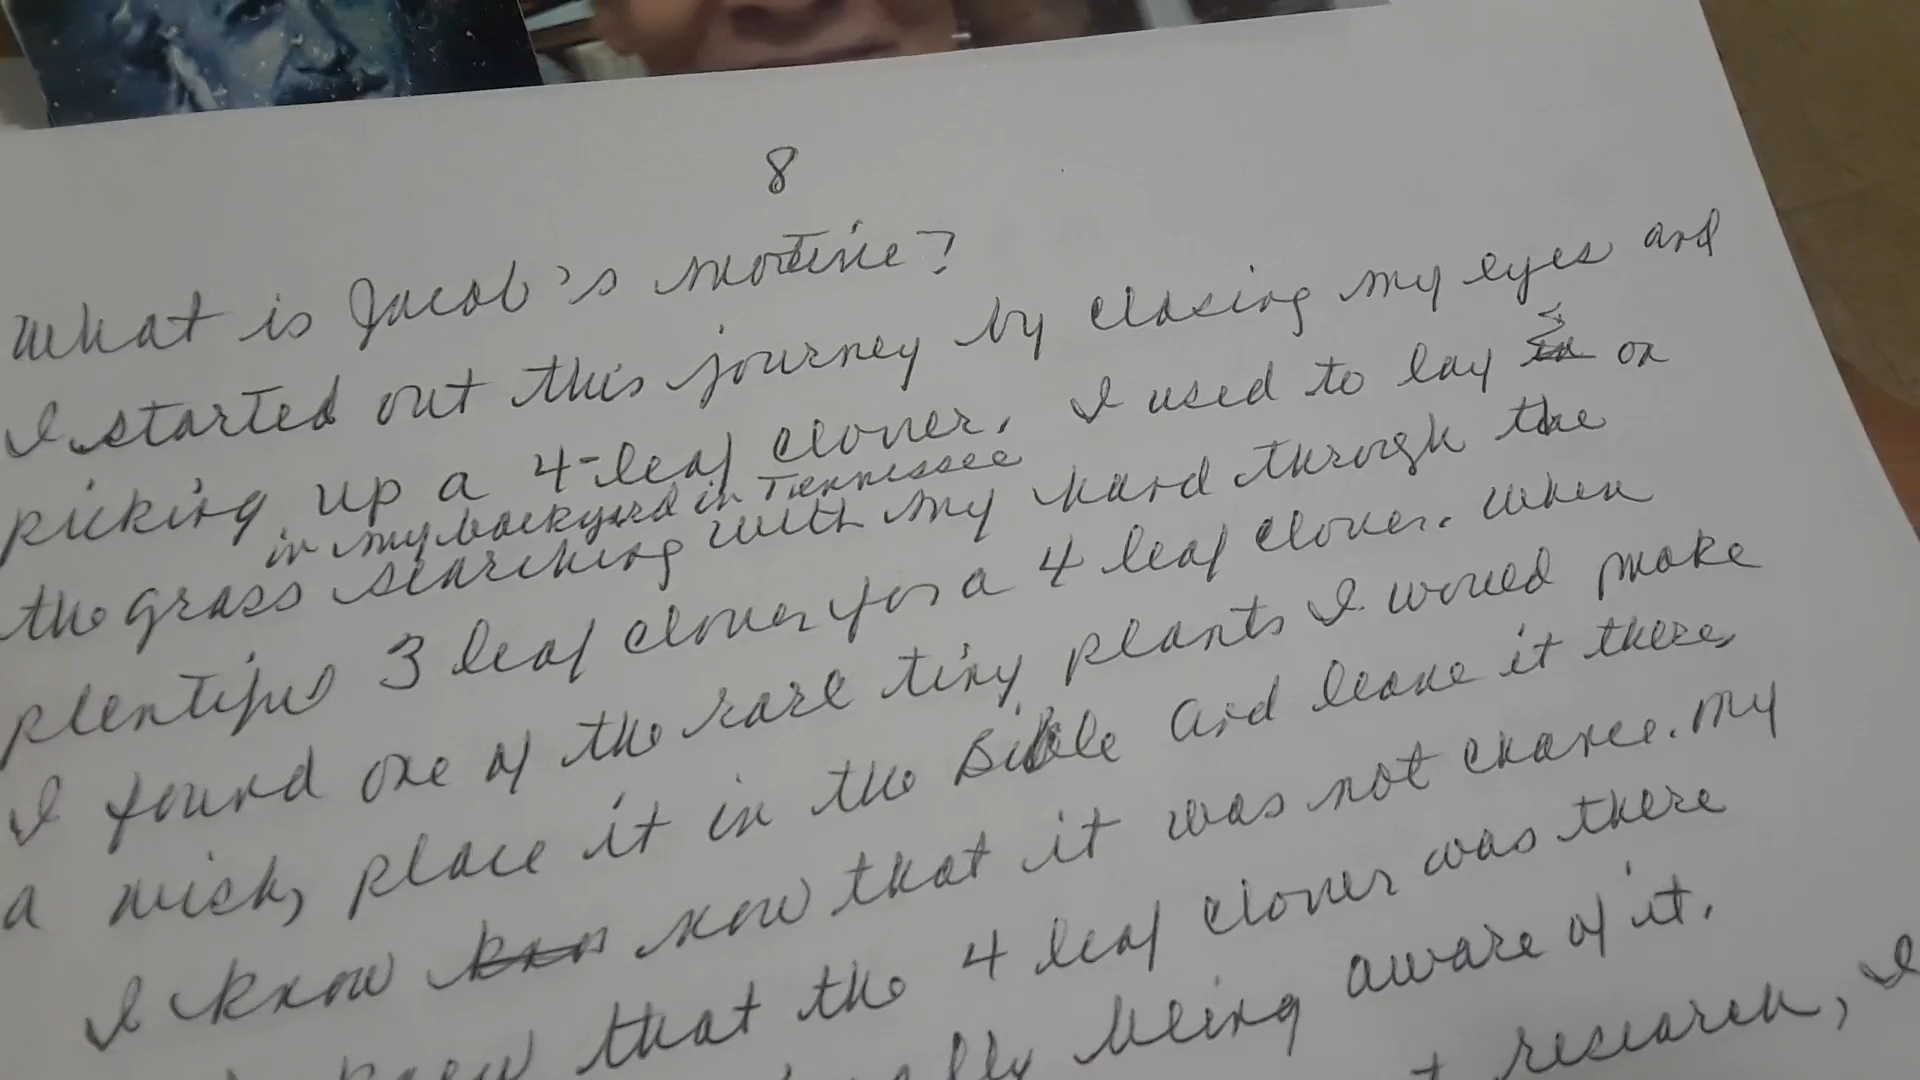 8
What is Jacob's motive?
I started out this journey by closing my eyes and
picking up a 4-leaf clover. I used to lay on
in my backyard in Tennessee
the grass searching with my hand through the
plentiful 3 leaf clover for a 4 leaf clover. When
I found one of the rare tiny plants I would make
a wish, place it in the Bible and leave it there.
I know now that it was not chance. My
knew that the 4 leaf clover was there
being aware of it.
research, I